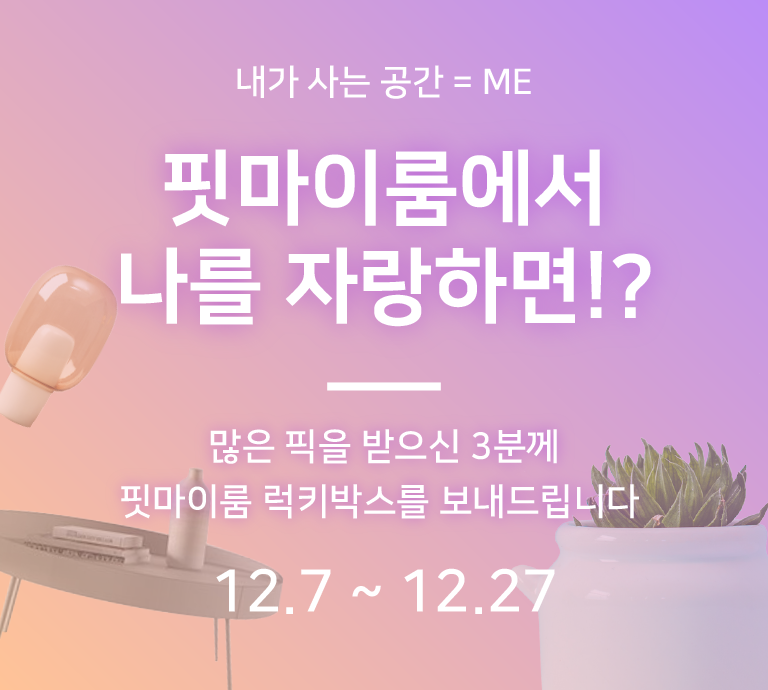 내가 사는 공간 = ME
핏마이룸에서
나를 자랑하면!?
많은 픽을 받으신 3분께
핏마이룸 럭키박스를 보내드립니다
12.7 ~ 12.27